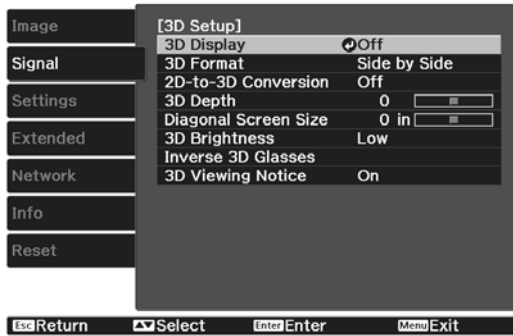 Image
Signal
Settings
Extended
Network
Info
Reset
[3D Setup]
3D Display Off
3D Format Side by Side
2D-to-3D Conversion Off
3D Depth 0
Diagonal Screen Size 0 in
3D Brightness Low
Inverse 3D Glasses
3D Viewing Notice On
Esc Return Select Enter Enter Menu Exit